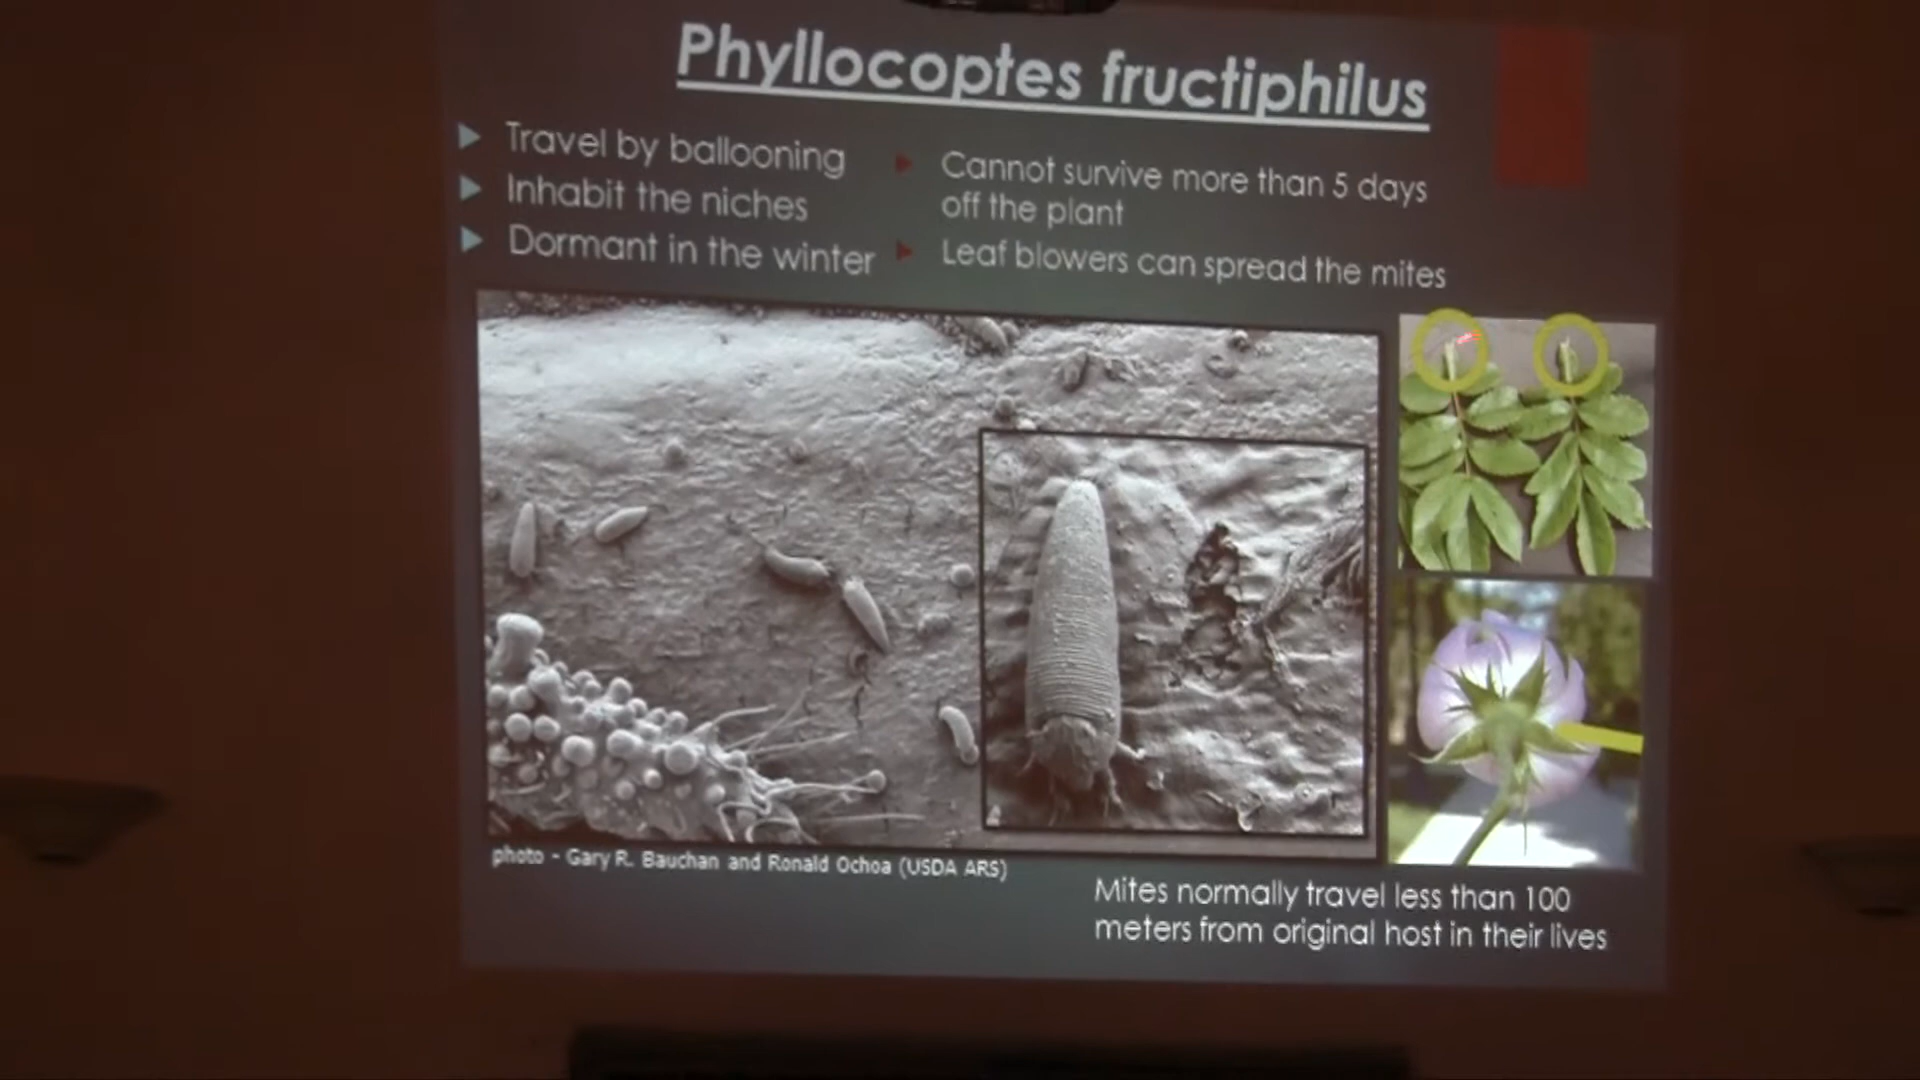 Phyllocoptes fructiphilus
Travel by ballooning
Inhabit the niches
Dormant in the winter
Cannot survive more than 5 days
off the plant
Leaf blowers can spread the mites
photo - Gary R. Bauchan and Ronald Ochoa (USDA ARS)
Mites normally travel less than 100
meters from original host in their lives